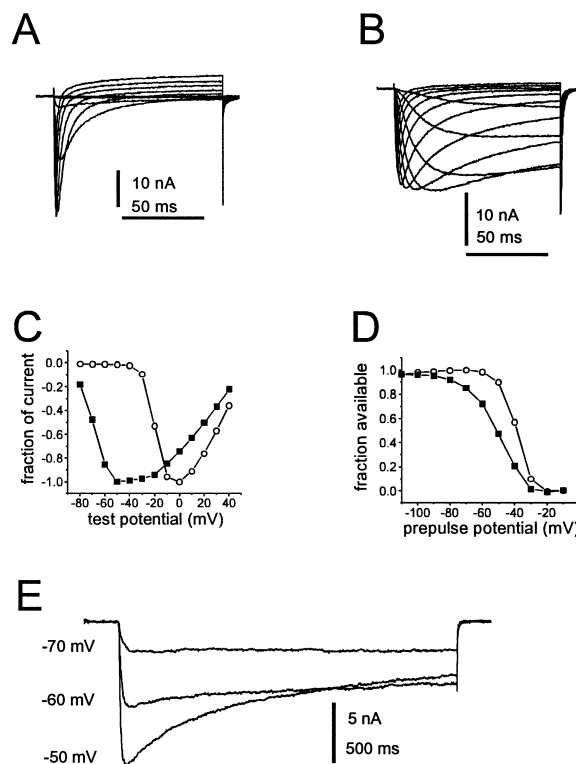 A
B
10 nA
50 ms
10 nA
50 ms
C
D
fraction of current
0.0
-0.2
-0.4
-0.6
-0.8
-1.0
-80 -60 -40 -20 0 20 40
test potential (mV)
fraction available
1.0
0.8
0.6
0.4
0.2
0.0
-100 -80 -60 -40 -20
prepulse potential (mV)
E
-70 mV
-60 mV
-50 mV
5 nA
500 ms